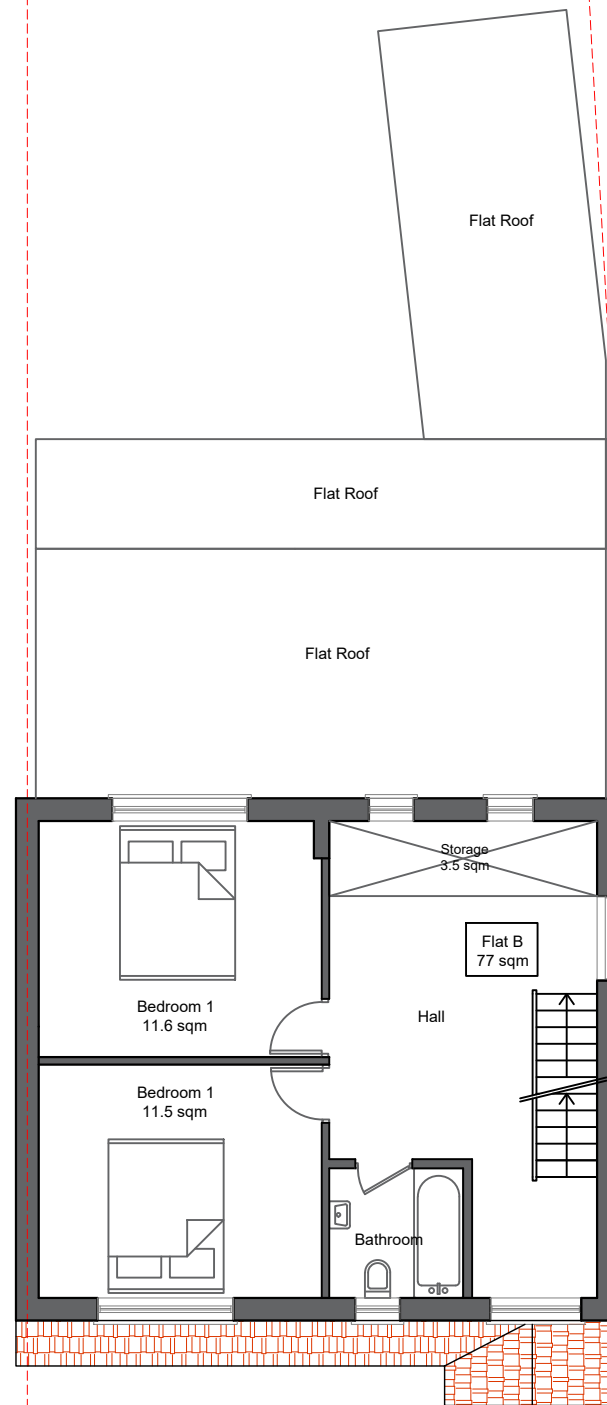 Flat Roof
Flat Roof
Flat Roof
Storage
3.5 sqm
Flat B
77 sqm
Bedroom 1
11.6 sqm
Hall
Bedroom 1
11.5 sqm
Bathroom